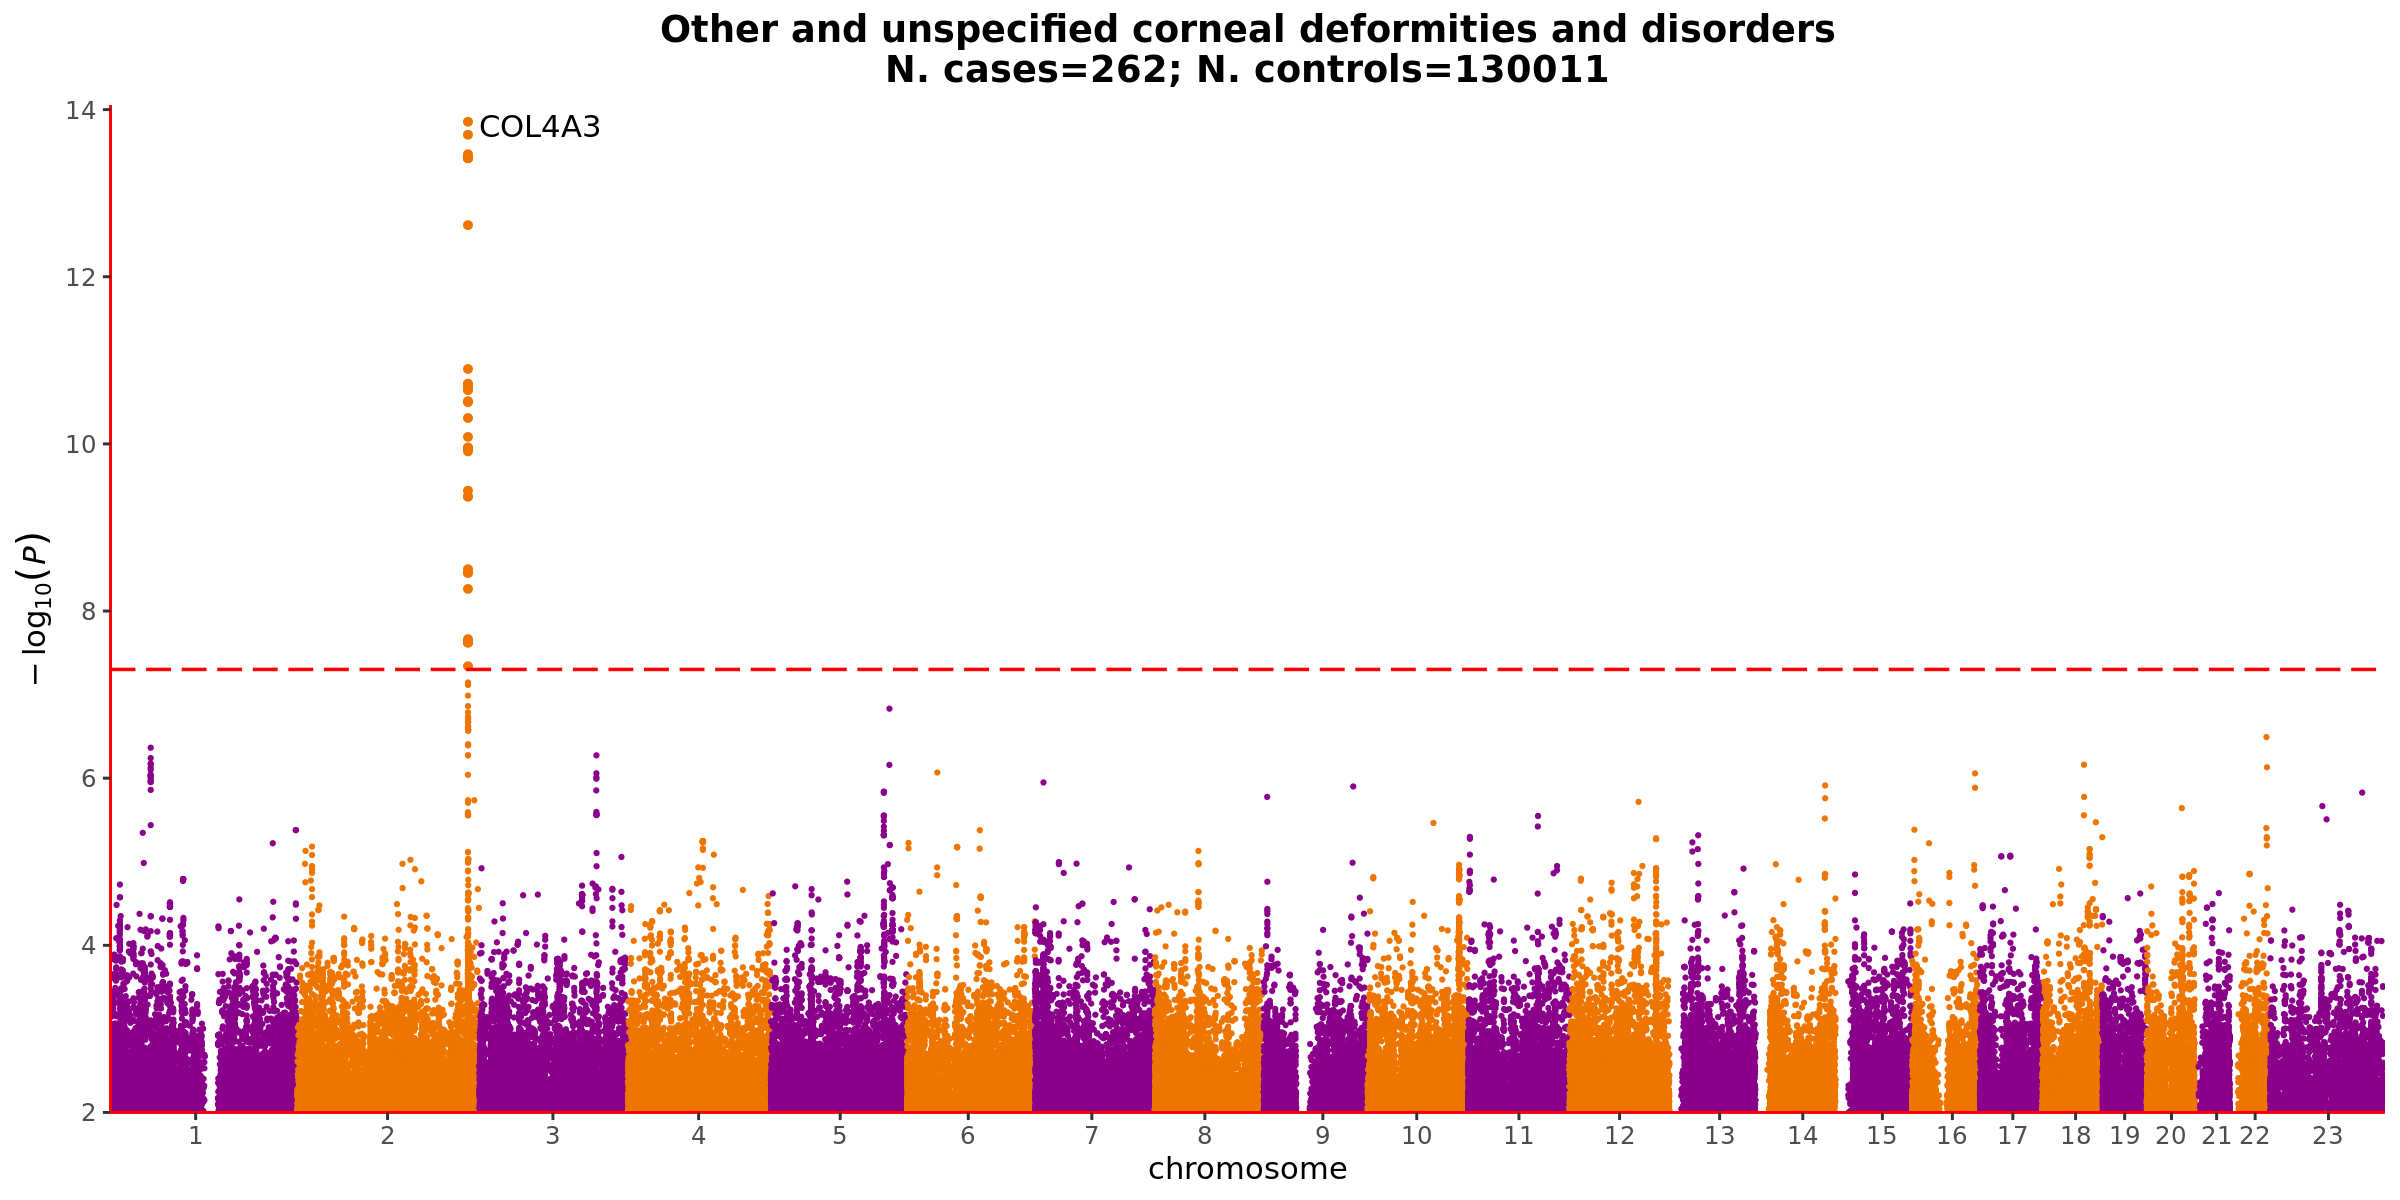 Other and unspecified corneal deformities and disorders
N. cases=262; N. controls=130011
14
COL4A3
12
10
8
6
4
2
−log₁₀(P)
1 2 3 4 5 6 7 8 9 10 11 12 13 14 15 16 17 18 19 20 21 22 23
chromosome